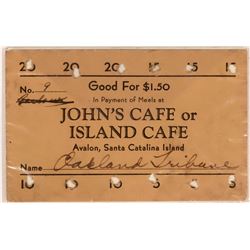 20 20 20 15 15 15
No. 9 Good For $1.50
In Payment of Meals at
JOHN'S CAFE or
ISLAND CAFE
Avalon, Santa Catalina Island
Name Oakland Tribune
10 10 5 5 5